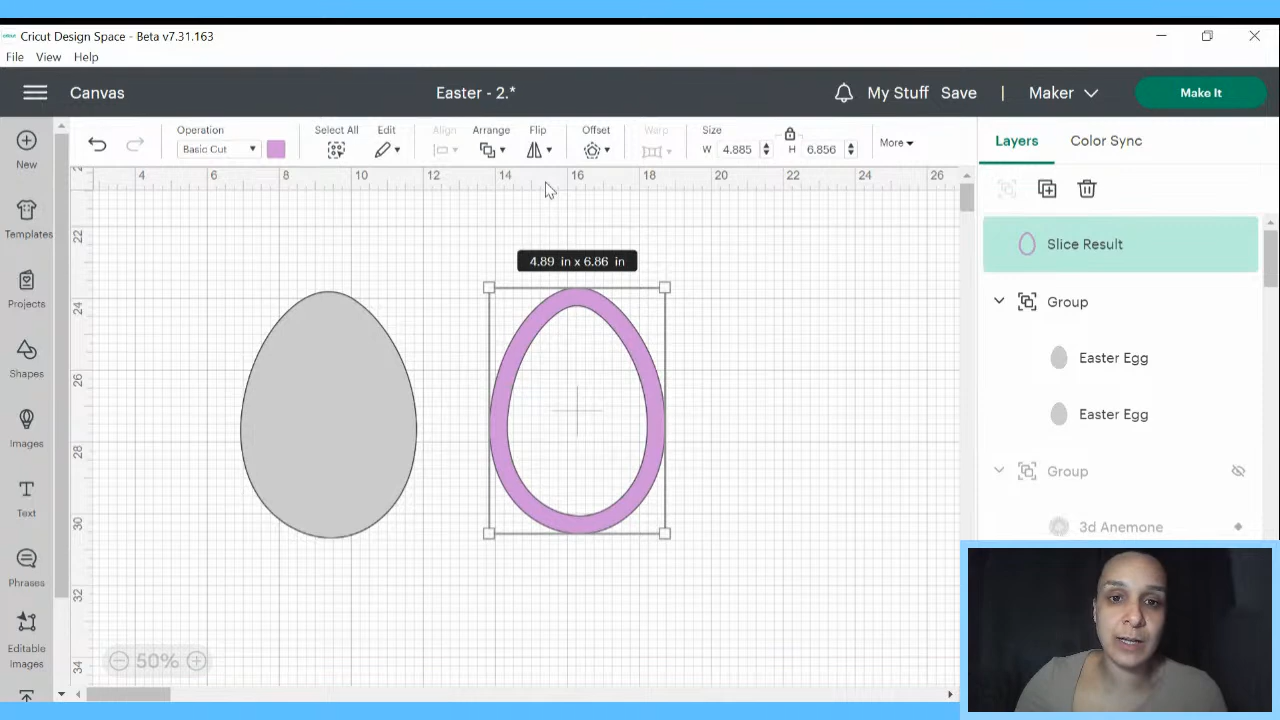 Cricut Design Space - Beta v7.31.163
File View Help
Canvas
Easter - 2.*
My Stuff Save | Maker
Make It
New
Templates
Projects
Shapes
Images
Text
Phrases
Editable
Images
Operation
Basic Cut
Select All
Edit
Align
Arrange
Flip
Offset
Warp
Size
W 4.885
H 6.856
More
4 6 8 10 12 14 16 18 20 22 24 26
22
24
26
28
30
32
34
4.89 in x 6.86 in
50%
Layers
Color Sync
Slice Result
Group
Easter Egg
Easter Egg
Group
3d Anemone